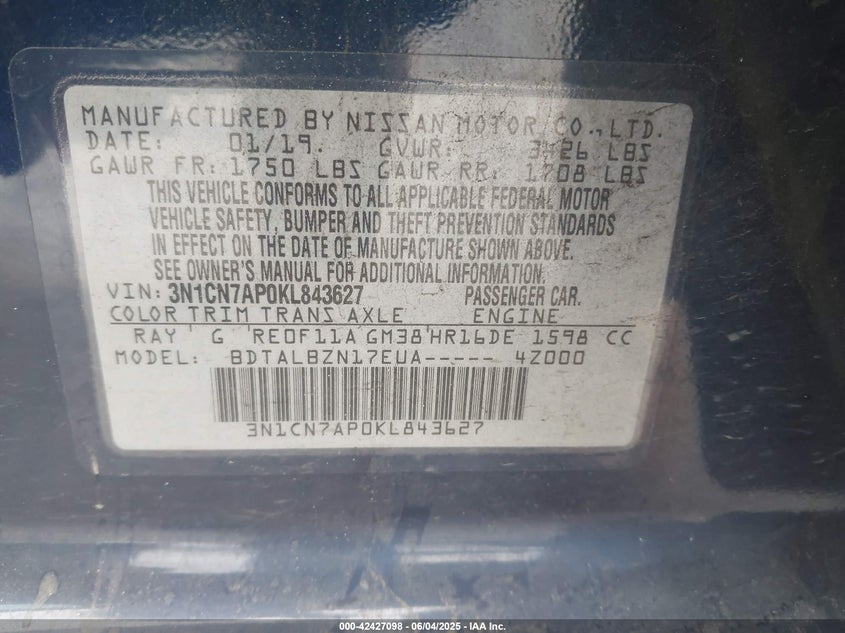 MANUFACTURED BY NISSAN MOTOR CO., LTD.
DATE: 01/19. GVWR: 3426 LBS
GAWR FR: 1750 LBS GAWR RR: 1708 LBS
THIS VEHICLE CONFORMS TO ALL APPLICABLE FEDERAL MOTOR
VEHICLE SAFETY, BUMPER AND THEFT PREVENTION STANDARDS
IN EFFECT ON THE DATE OF MANUFACTURE SHOWN ABOVE.
SEE OWNER'S MANUAL FOR ADDITIONAL INFORMATION.
VIN: 3N1CN7AP0KL843627 PASSENGER CAR.
COLOR TRIM TRANS AXLE ENGINE
RAY G RE0F11A GM38 HR16DE 1598 CC
MODEL: BDTALBZN17EUA----- 4Z000
3N1CN7AP0KL843627
000-42427098 - 06/04/2025 - IAA Inc.